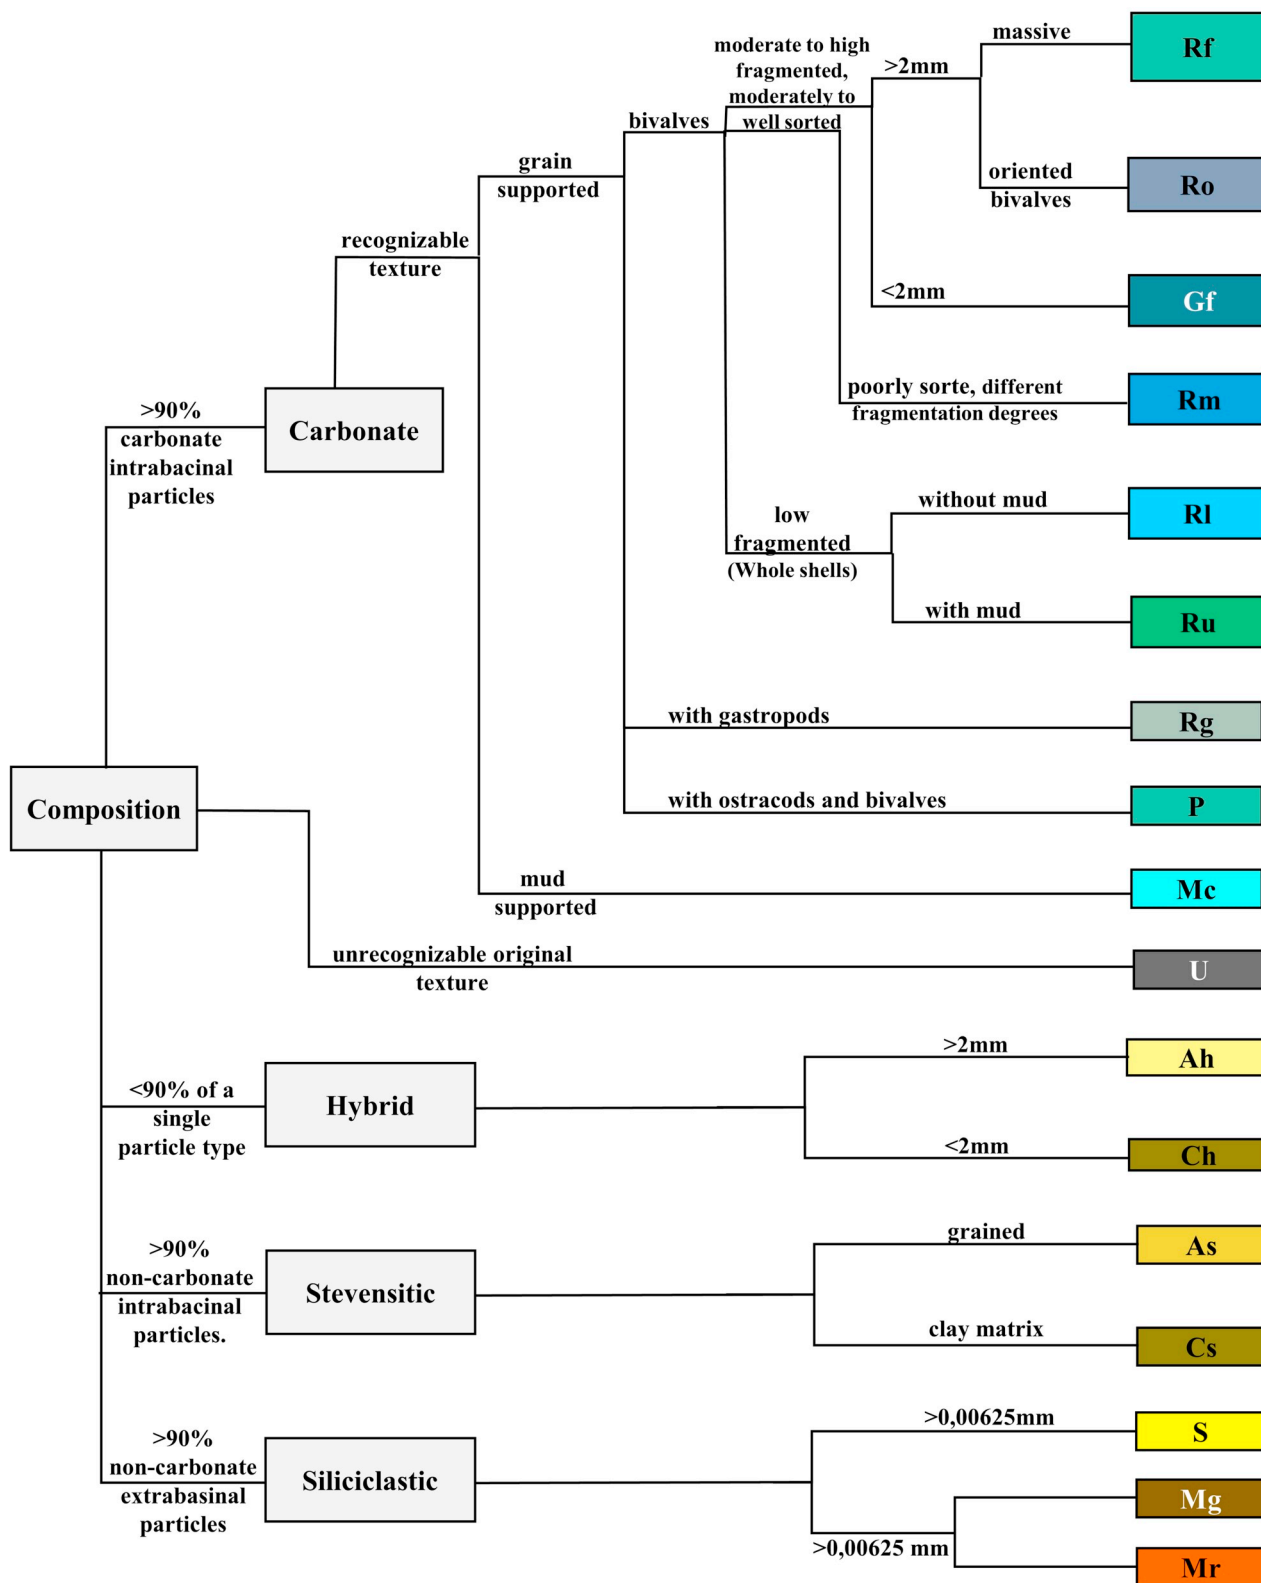 massive
Rf
moderate to high
fragmented,
moderately to
well sorted
>2mm
bivalves
grain
supported
oriented
bivalves
Ro
recognizable
texture
<2mm
Gf
poorly sorte, different
fragmentation degrees
Rm
>90%
carbonate
intrabacinal
particles
Carbonate
low
fragmented
(Whole shells)
without mud
Rl
with mud
Ru
with gastropods
Rg
Composition
with ostracods and bivalves
P
mud
supported
Mc
unrecognizable original
texture
U
<90% of a
single
particle type
Hybrid
>2mm
Ah
<2mm
Ch
>90%
non-carbonate
intrabacinal
particles.
Stevensitic
grained
As
clay matrix
Cs
>90%
non-carbonate
extrabasinal
particles
Siliciclastic
>0,00625mm
S
>0,00625 mm
Mg
Mr